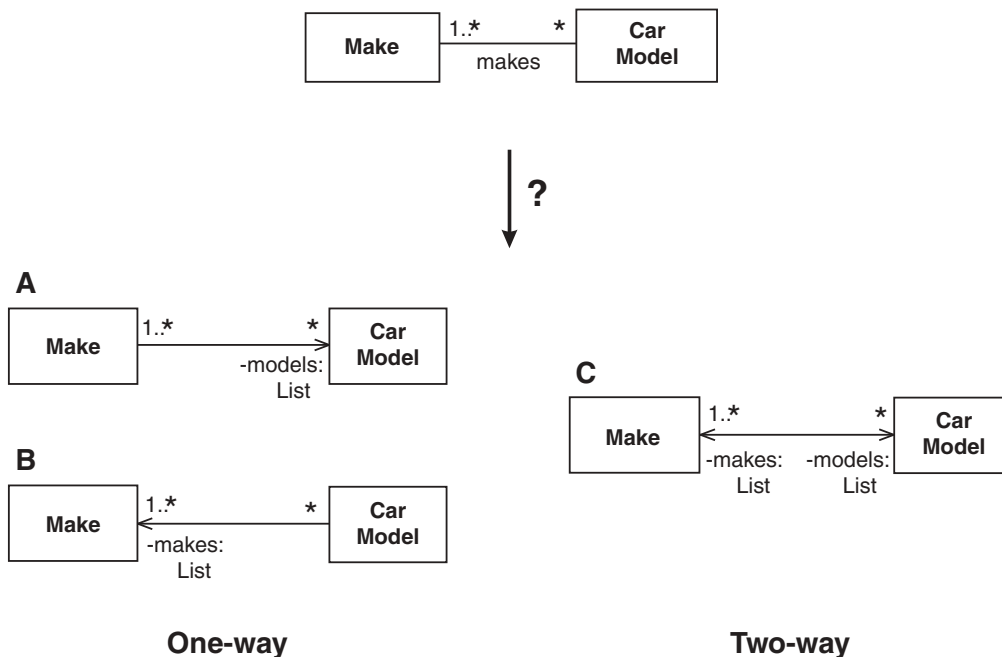 Make
1..*
*
makes
Car
Model
?
A
Make
1..*
*
-models:
List
Car
Model
B
Make
1..*
*
-makes:
List
Car
Model
C
Make
1..*
*
-makes:
List
-models:
List
Car
Model
One-way
Two-way